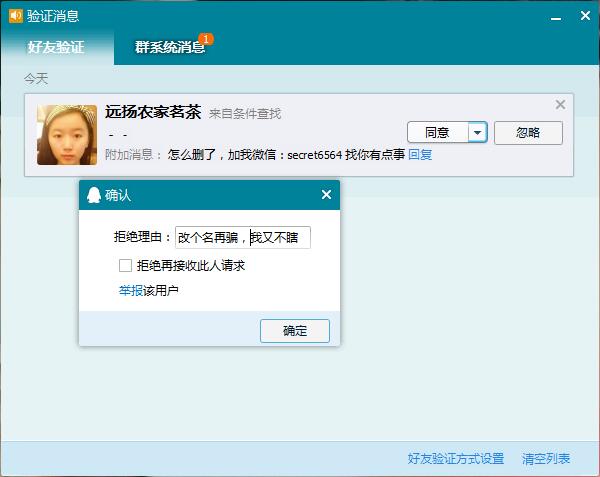 验证消息
好友验证
群系统消息
1
今天
远扬农家茗茶 来自条件查找
- -
附加消息： 怎么删了，加我微信：secret6564 找你有点事 回复
同意
忽略
确认
拒绝理由： 改个名再骗，我又不瞎
拒绝再接收此人请求
举报该用户
确定
好友验证方式设置 清空列表